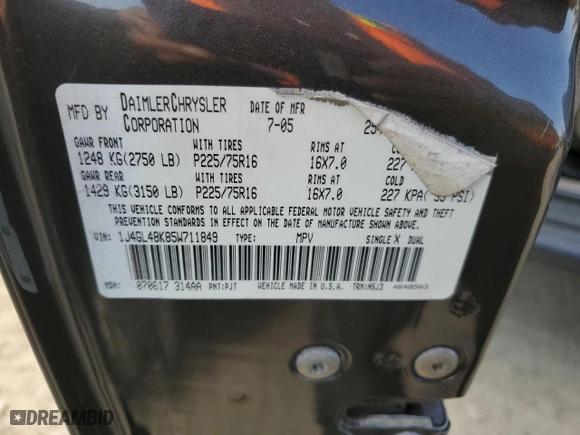 MFD BY DAIMLERCHRYSLER CORPORATION DATE OF MFR 7-05
GAWR FRONT WITH TIRES RIMS AT
1248 KG(2750 LB) P225/75R16 16X7.0 227
GAWR REAR WITH TIRES RIMS AT COLD
1429 KG(3150 LB) P225/75R16 16X7.0 227 KPA( PSI)
THIS VEHICLE CONFORMS TO ALL APPLICABLE FEDERAL MOTOR VEHICLE SAFETY AND THEFT
PREVENTION STANDARDS IN EFFECT ON THE DATE OF MANUFACTURE SHOWN ABOVE.
VIN: 1J4GL48K85W711849 TYPE: MPV SINGLE X DUAL
MDH: 070617 314AA PNT:PJT VEHICLE MADE IN U.S.A. TRM:N5J3 4648503
DREAMBID